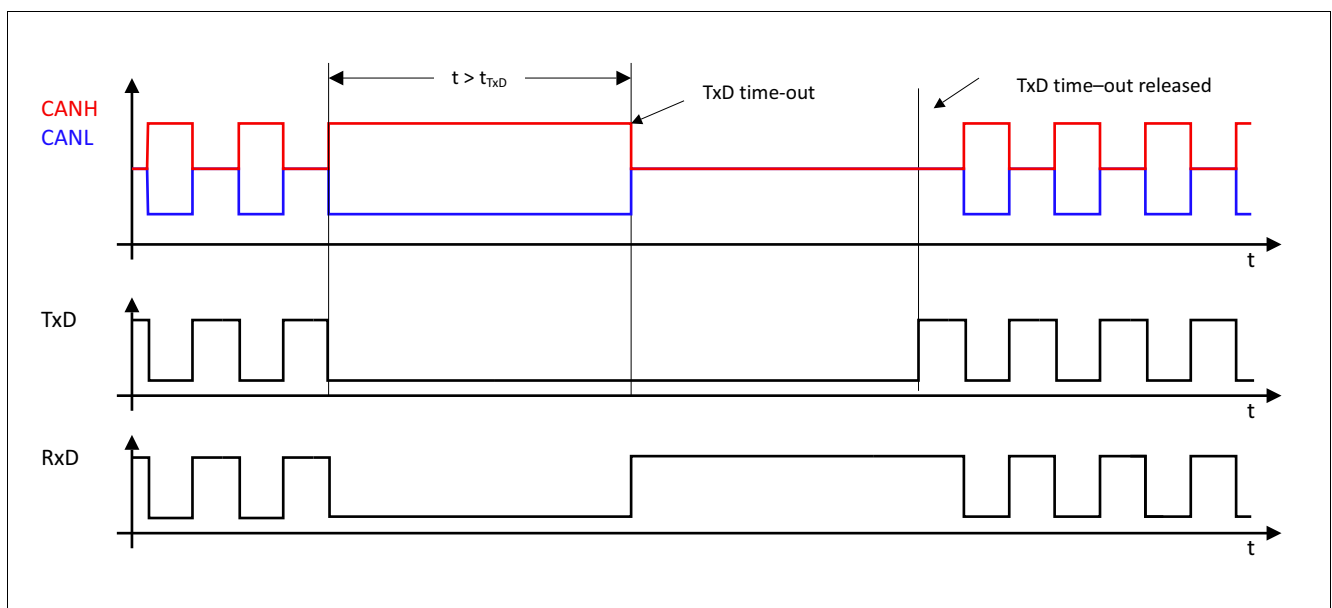 t > tTxD
TxD time-out
TxD time–out released
CANH
CANL
t
TxD
t
RxD
t